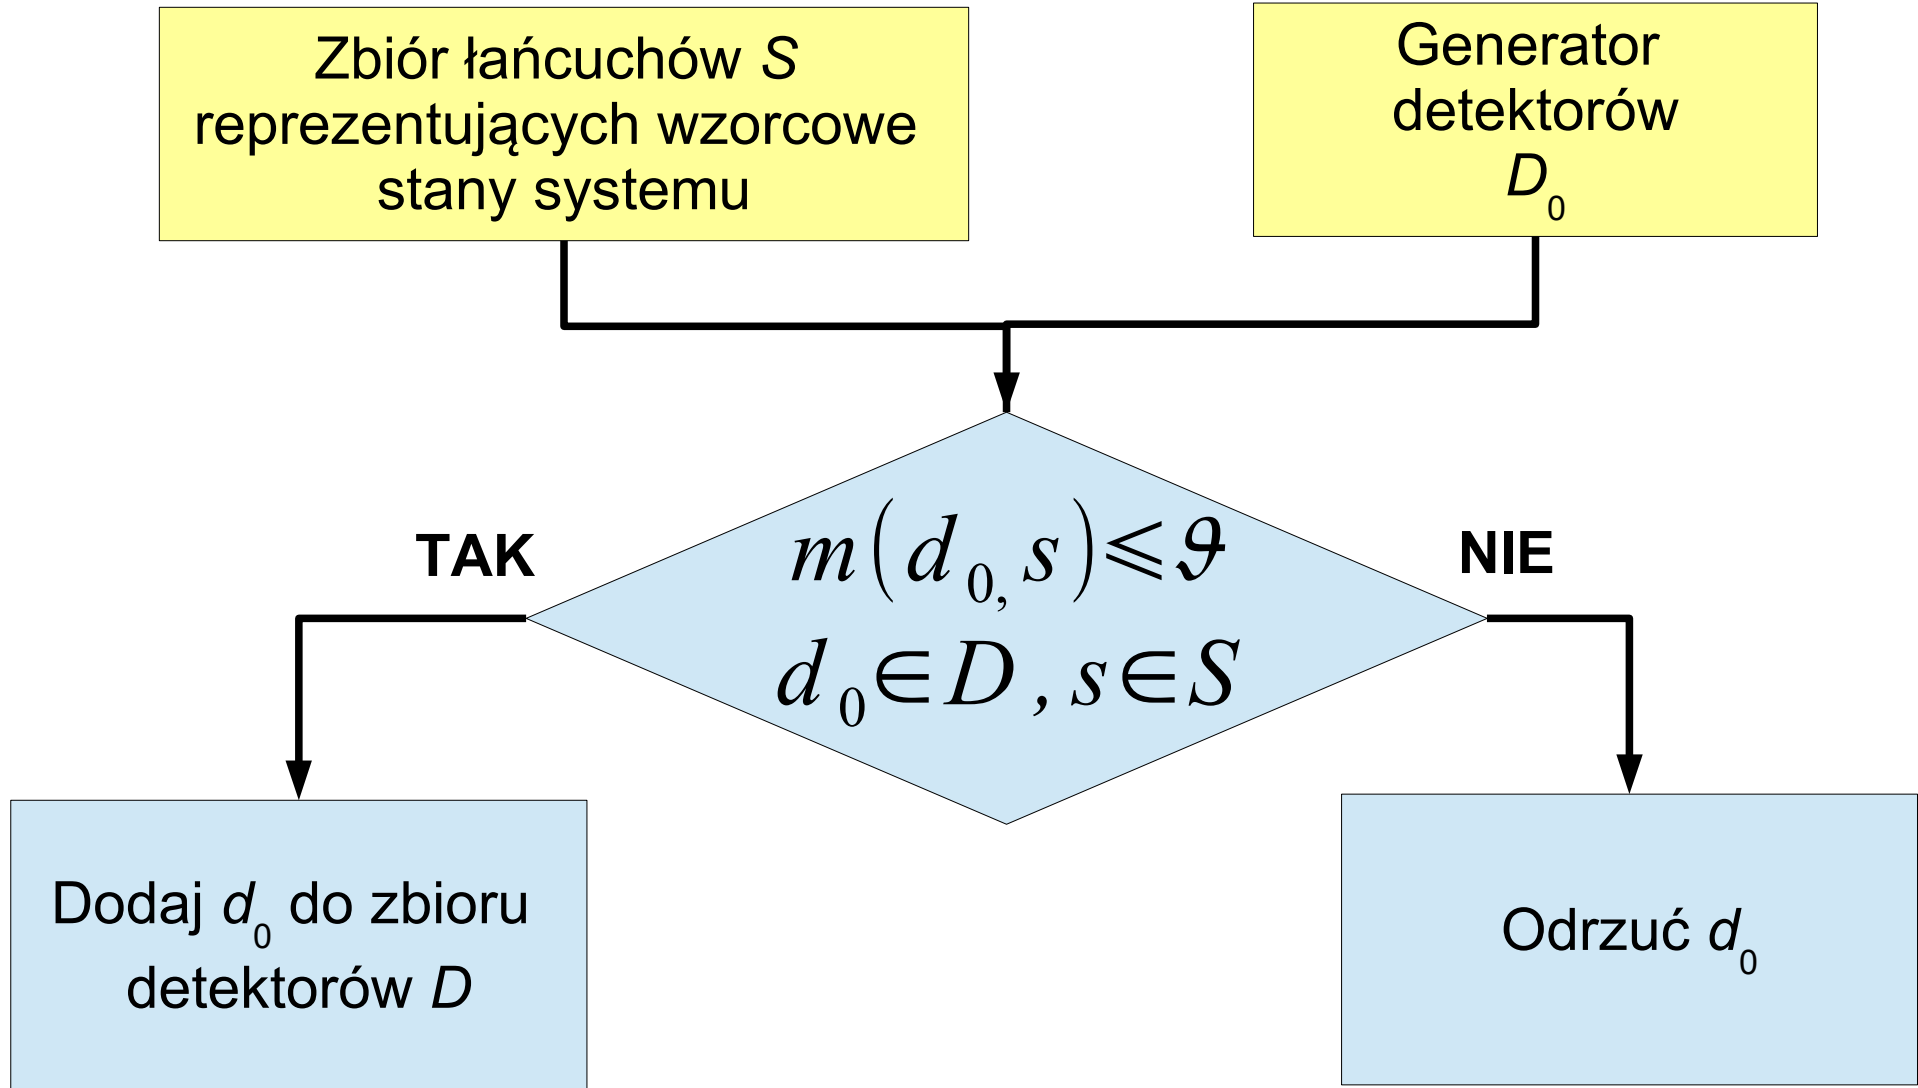 Zbiór łańcuchów S
reprezentujących wzorcowe
stany systemu
Generator
detektorów
D₀
TAK
m(d₀, s)⩽ϑ
d₀∈D, s∈S
NIE
Dodaj d₀ do zbioru
detektorów D
Odrzuć d₀